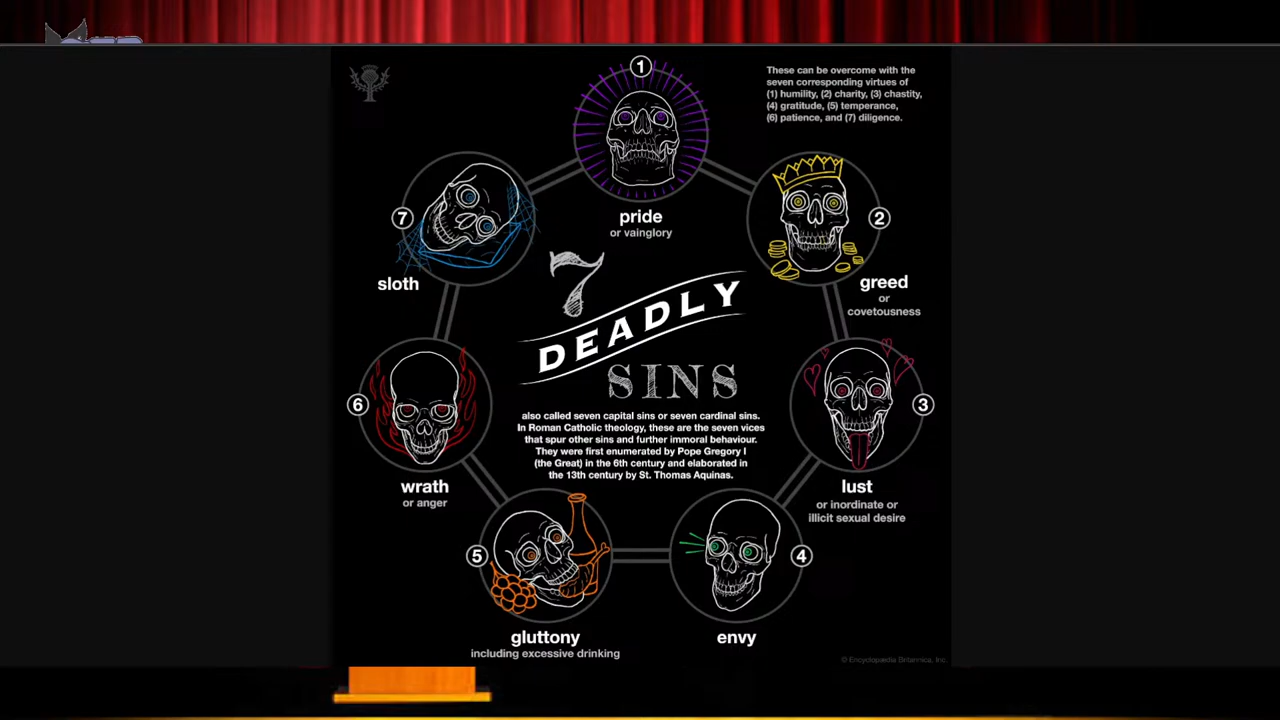 1
These can be overcome with the
seven corresponding virtues of
(1) humility, (2) charity, (3) chastity,
(4) gratitude, (5) temperance,
(6) patience, and (7) diligence.
pride
or vainglory
2
greed
or
covetousness
7
sloth
7
DEADLY
SINS
also called seven capital sins or seven cardinal sins.
In Roman Catholic theology, these are the seven vices
that spur other sins and further immoral behaviour.
They were first enumerated by Pope Gregory I
(the Great) in the 6th century and elaborated in
the 13th century by St. Thomas Aquinas.
3
lust
or inordinate or
illicit sexual desire
6
wrath
or anger
5
gluttony
including excessive drinking
4
envy
© Encyclopædia Britannica, Inc.